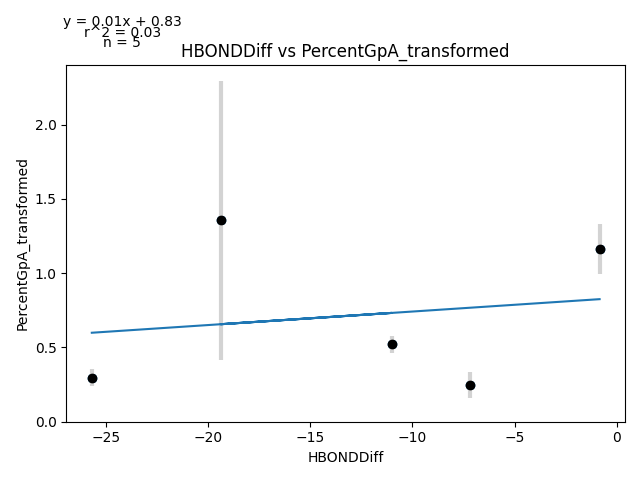 y = 0.01x + 0.83
r^2 = 0.03
n = 5
HBONDDiff vs PercentGpA_transformed
PercentGpA_transformed
2.0
1.5
1.0
0.5
0.0
−25
−20
−15
−10
−5
0
HBONDDiff